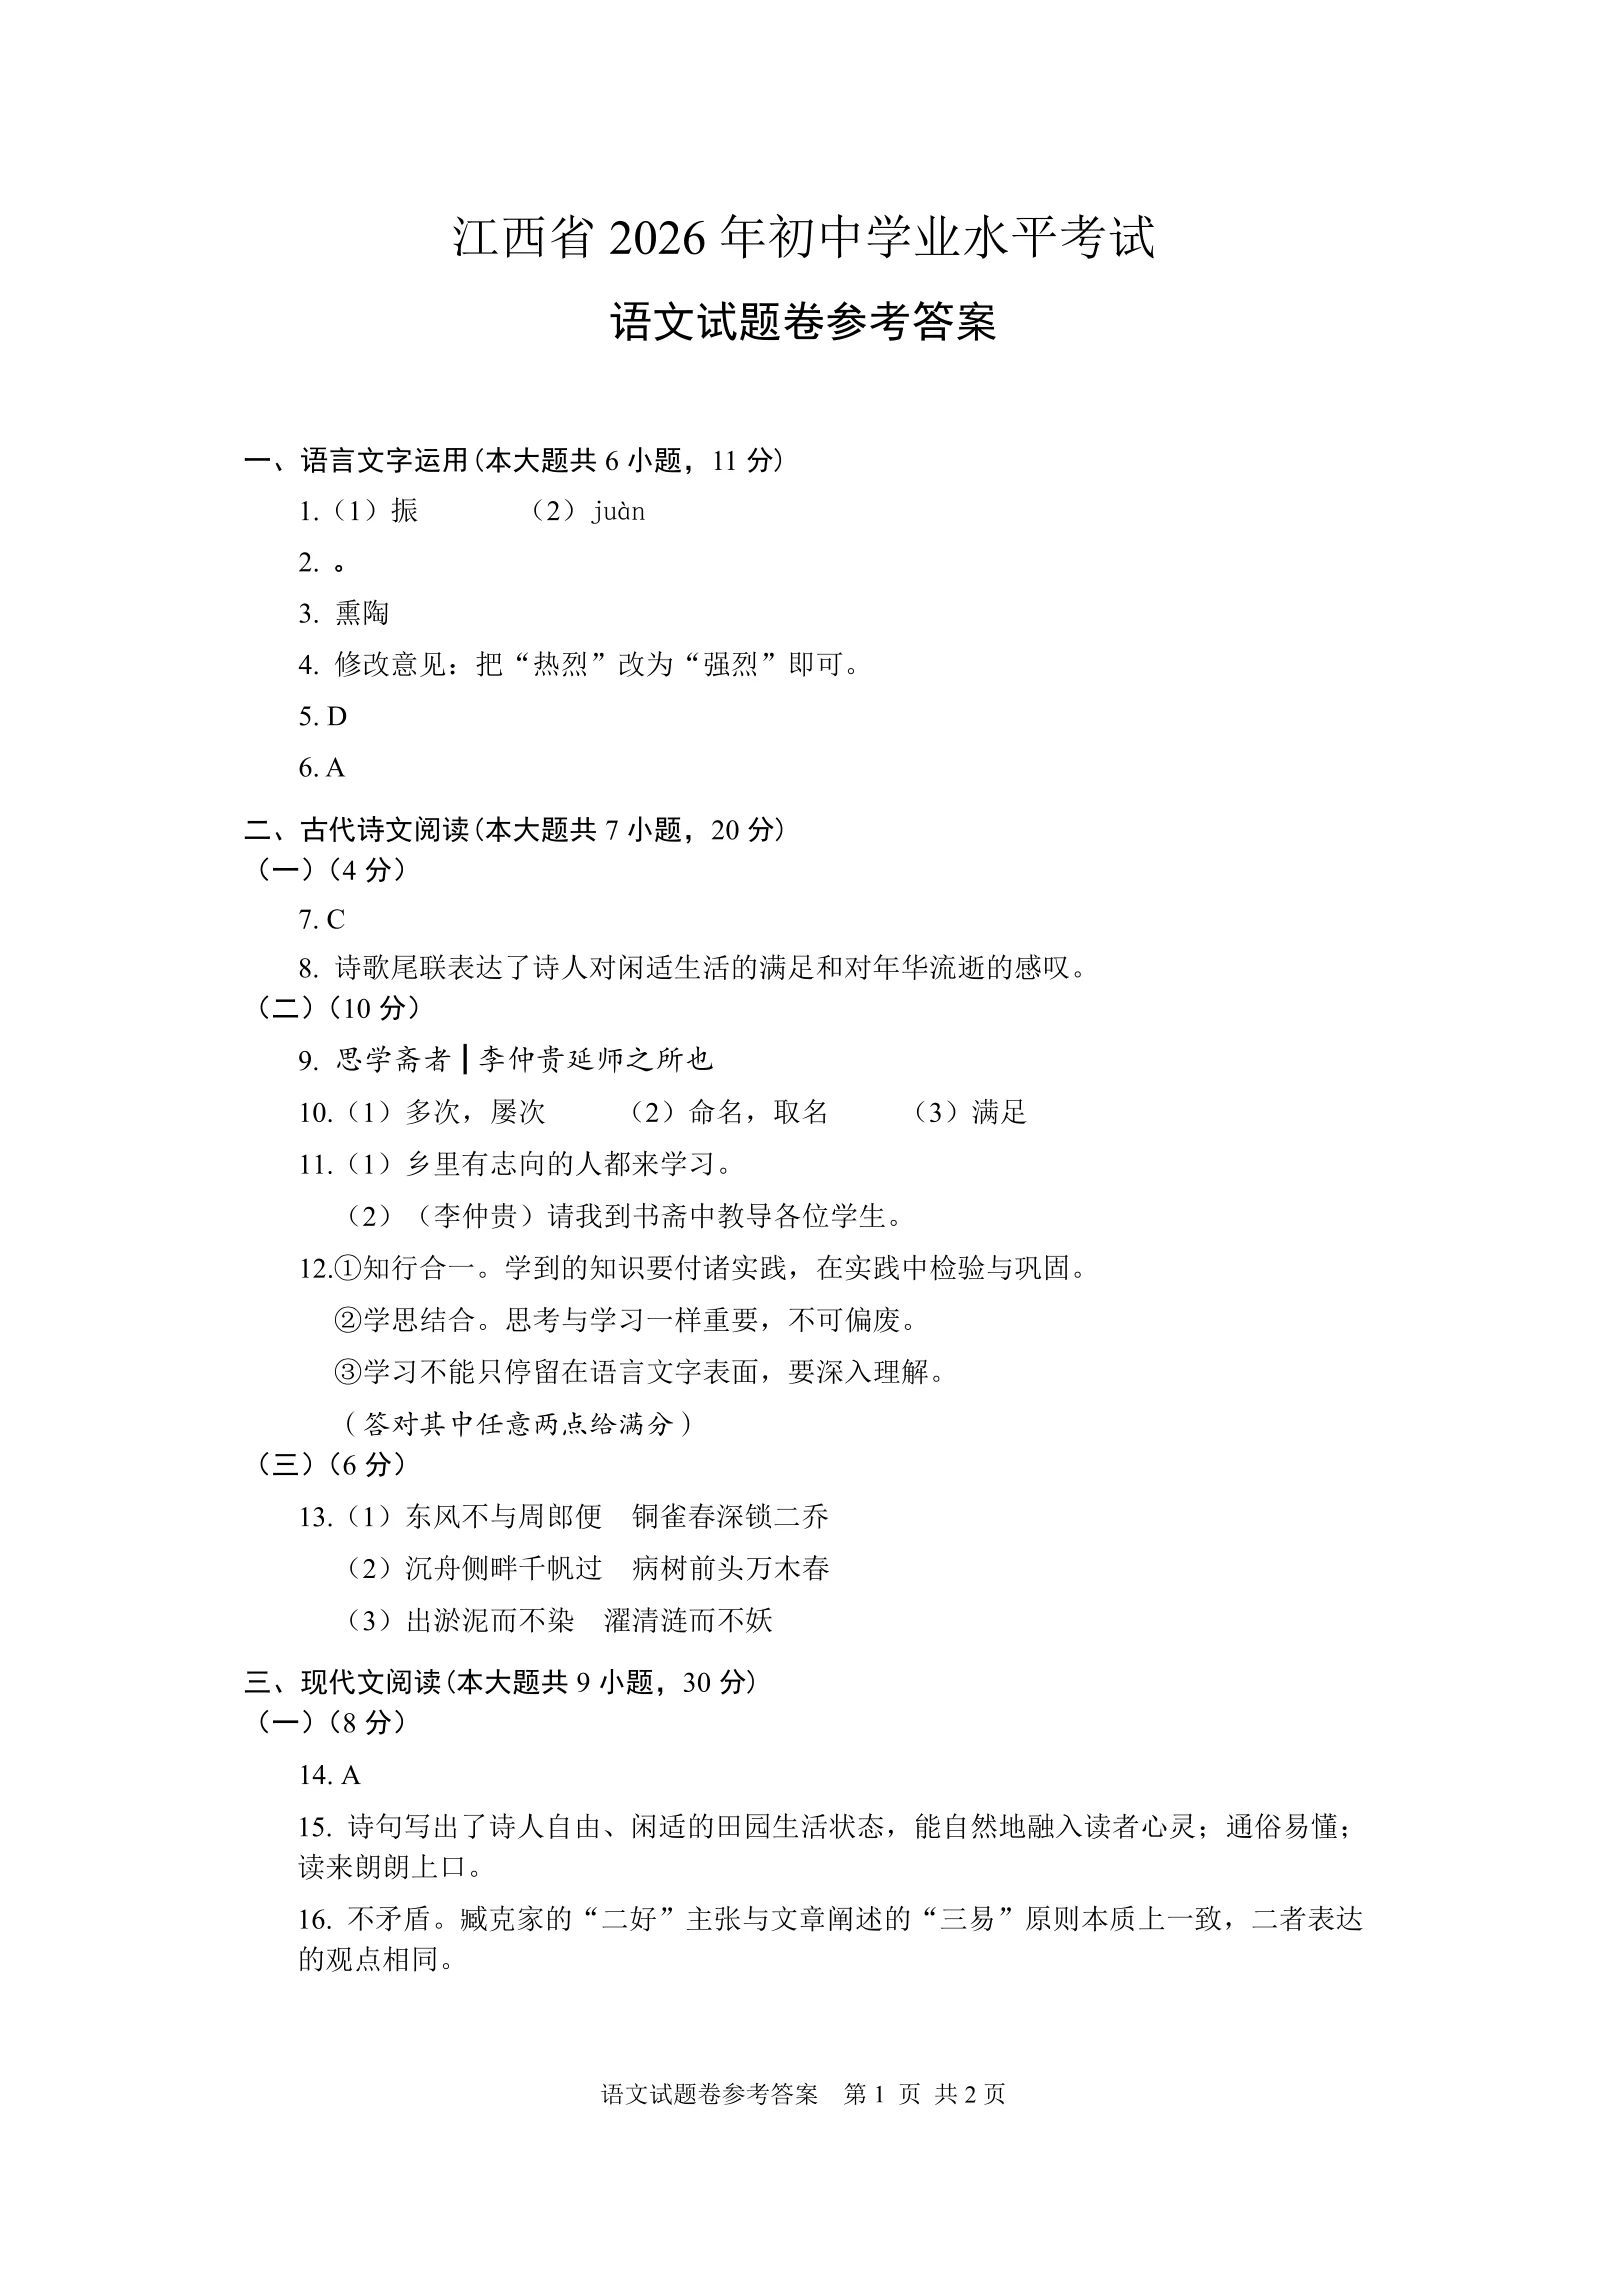 江西省 2026 年初中学业水平考试
语文试题卷参考答案
一、语言文字运用(本大题共 6 小题，11 分)
1.（1）振 （2）juàn
2. 。
3. 熏陶
4. 修改意见：把“热烈”改为“强烈”即可。
5. D
6. A
二、古代诗文阅读(本大题共 7 小题，20 分)
（一）（4 分）
7. C
8. 诗歌尾联表达了诗人对闲适生活的满足和对年华流逝的感叹。
（二）（10 分）
9. 思学斋者┃李仲贵延师之所也
10.（1）多次，屡次 （2）命名，取名 （3）满足
11.（1）乡里有志向的人都来学习。
（2）（李仲贵）请我到书斋中教导各位学生。
12.①知行合一。学到的知识要付诸实践，在实践中检验与巩固。
②学思结合。思考与学习一样重要，不可偏废。
③学习不能只停留在语言文字表面，要深入理解。
（答对其中任意两点给满分）
（三）（6 分）
13.（1）东风不与周郎便 铜雀春深锁二乔
（2）沉舟侧畔千帆过 病树前头万木春
（3）出淤泥而不染 濯清涟而不妖
三、现代文阅读(本大题共 9 小题，30 分)
（一）（8 分）
14. A
15. 诗句写出了诗人自由、闲适的田园生活状态，能自然地融入读者心灵；通俗易懂；
读来朗朗上口。
16. 不矛盾。臧克家的“二好”主张与文章阐述的“三易”原则本质上一致，二者表达
的观点相同。
语文试题卷参考答案 第 1 页 共 2 页